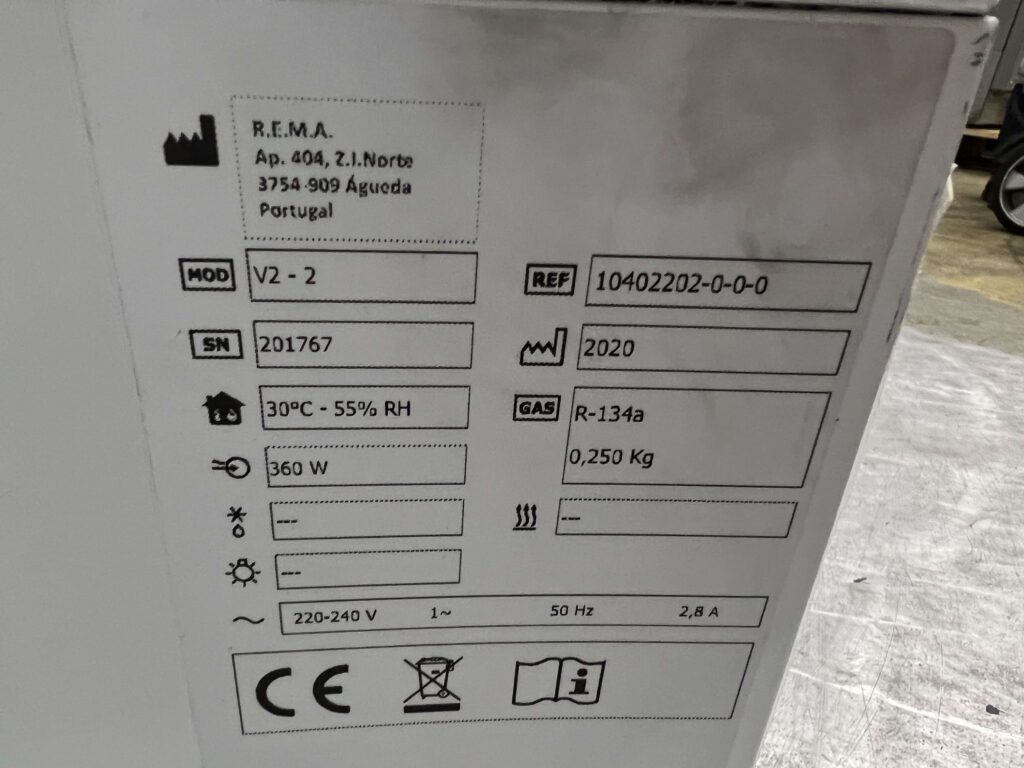 R.E.M.A.
Ap. 404, Z.I.Norte
3754-909 Águeda
Portugal
MOD V2 - 2
REF 10402202-0-0-0
SN 201767
2020
30ºC - 55% RH
GAS R-134a
0,250 Kg
360 W
---
---
---
220-240 V 1~ 50 Hz 2,8 A
CE
i